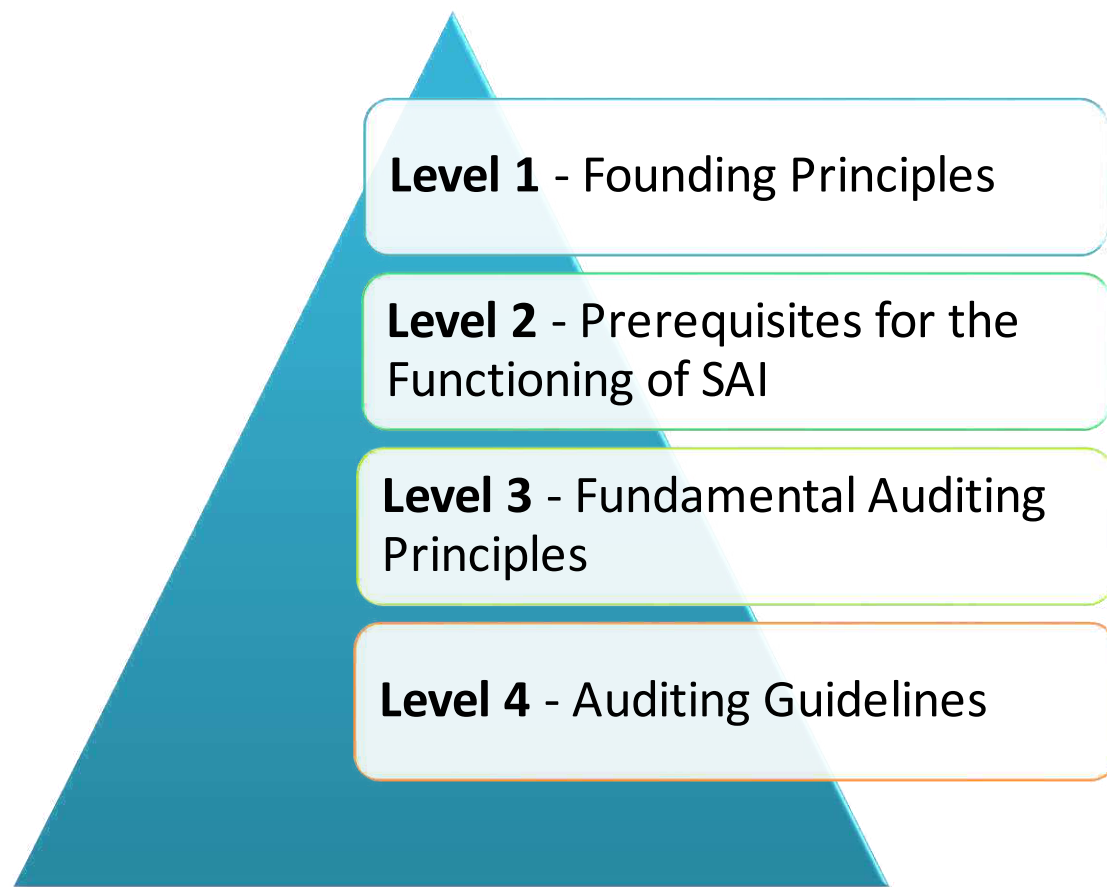 Level 1 - Founding Principles
Level 2 - Prerequisites for the
Functioning of SAI
Level 3 - Fundamental Auditing
Principles
Level 4 - Auditing Guidelines